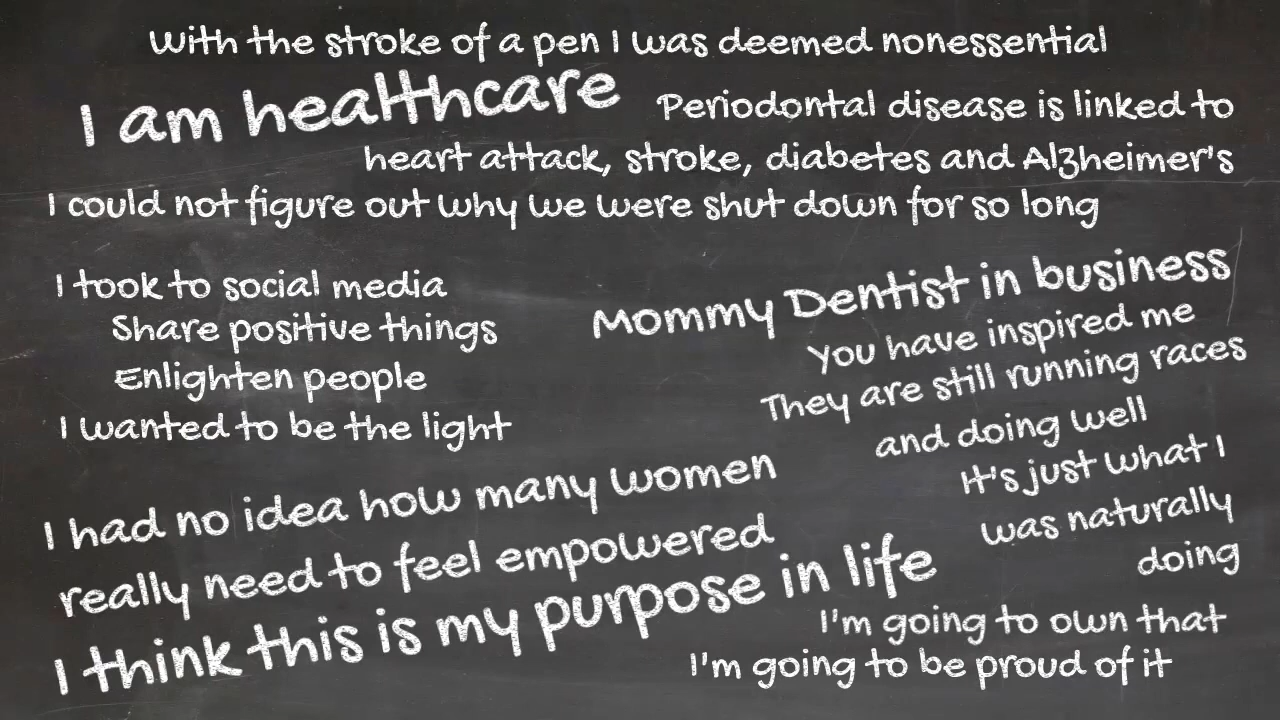 With the stroke of a pen I was deemed nonessential
I am healthcare
Periodontal disease is linked to
heart attack, stroke, diabetes and Alzheimer's
I could not figure out why we were shut down for so long
I took to social media
Share positive things
Enlighten people
I wanted to be the light
Mommy Dentist in business
You have inspired me
They are still running races
and doing well
It's just what I
was naturally
doing
I had no idea how many women
really need to feel empowered
I think this is my purpose in life
I'm going to own that
I'm going to be proud of it